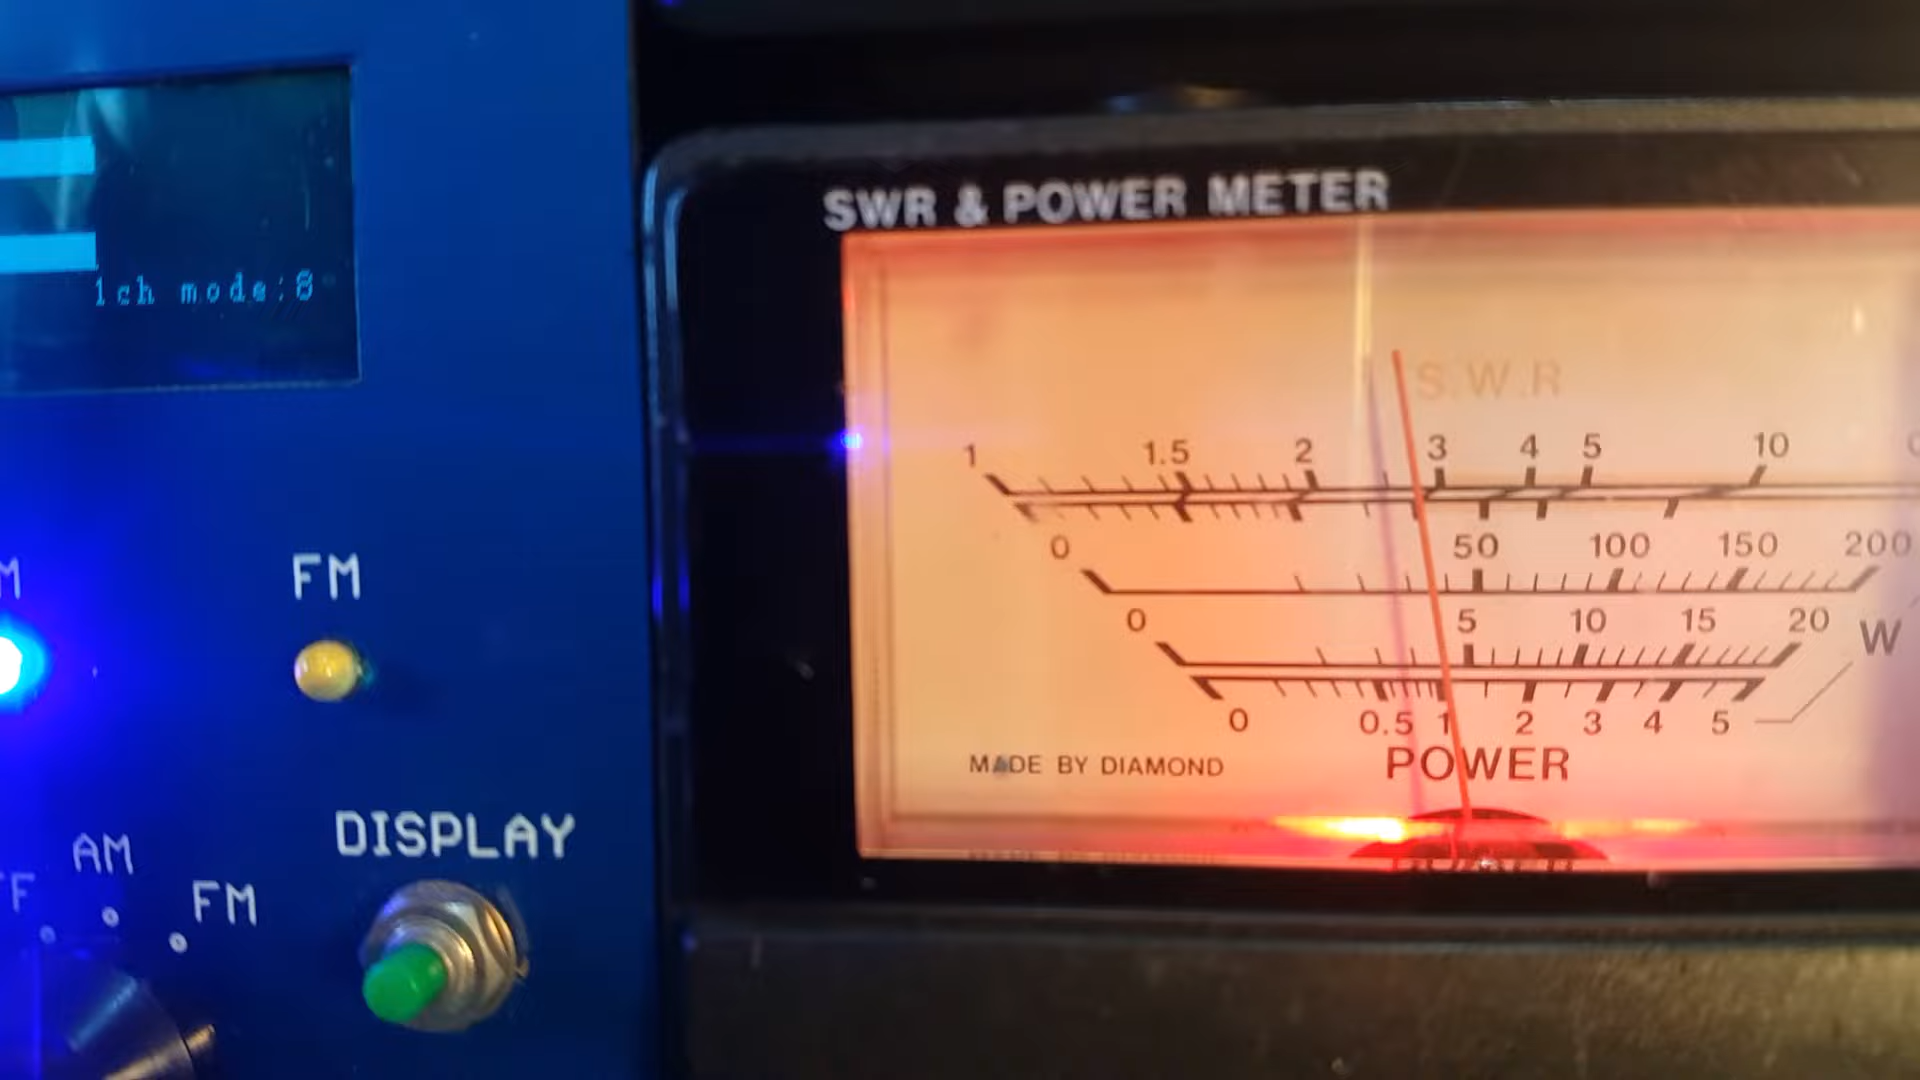 1ch mode:8
M
FM
AM
FM
DISPLAY
SWR & POWER METER
S.W.R
1 1.5 2 3 4 5 10
0 50 100 150 200
0 5 10 15 20
W
0 0.5 1 2 3 4 5
MADE BY DIAMOND
POWER